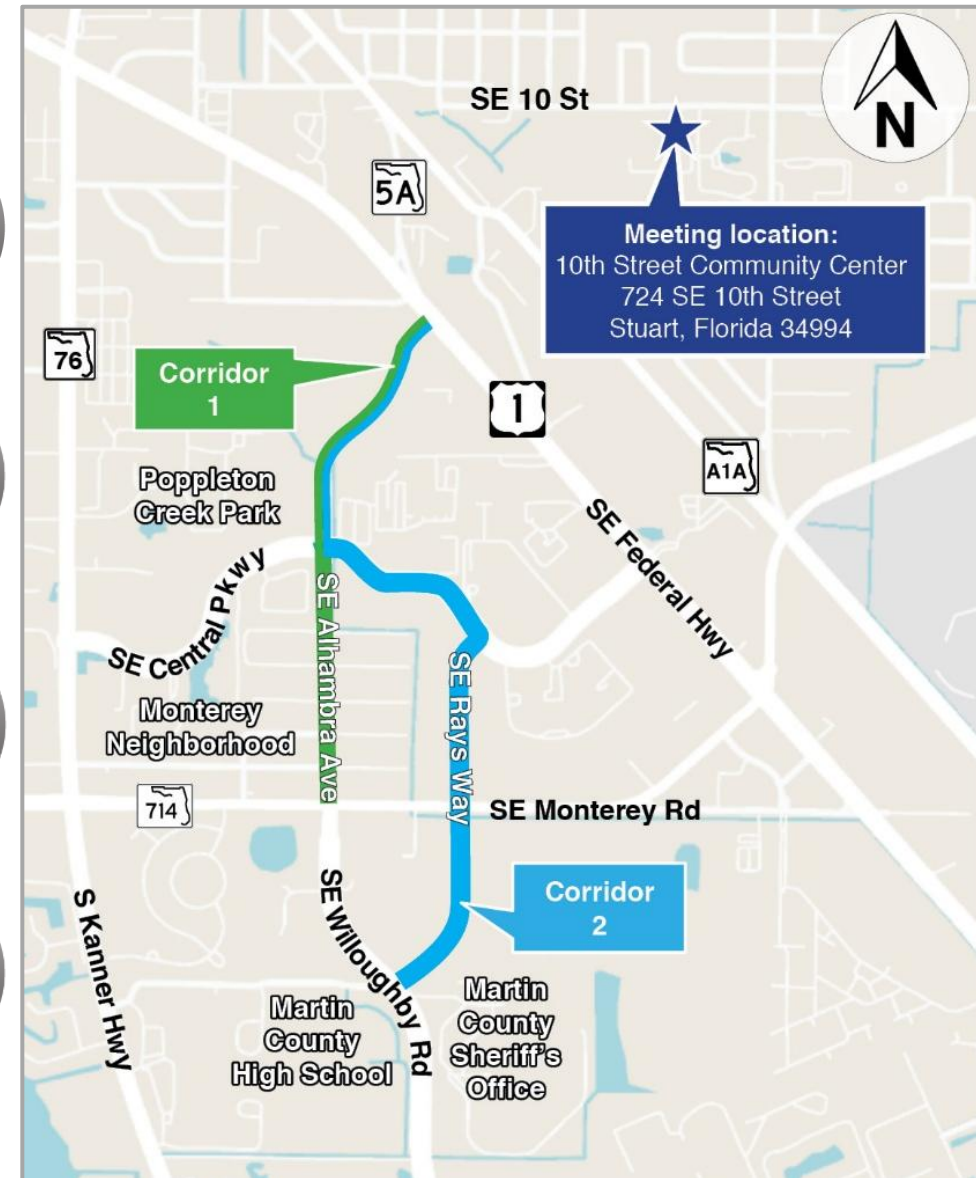 SE 10 St
N
5A
Meeting location:
10th Street Community Center
724 SE 10th Street
Stuart, Florida 34994
76
Corridor
1
1
A1A
Poppleton
Creek Park
SE Federal Hwy
SE Central Pkwy
SE Alhambra Ave
SE Rays Way
Monterey
Neighborhood
714
SE Monterey Rd
S Kanner Hwy
SE Willoughby Rd
Corridor
2
Martin
County
High School
Martin
County
Sheriff's
Office